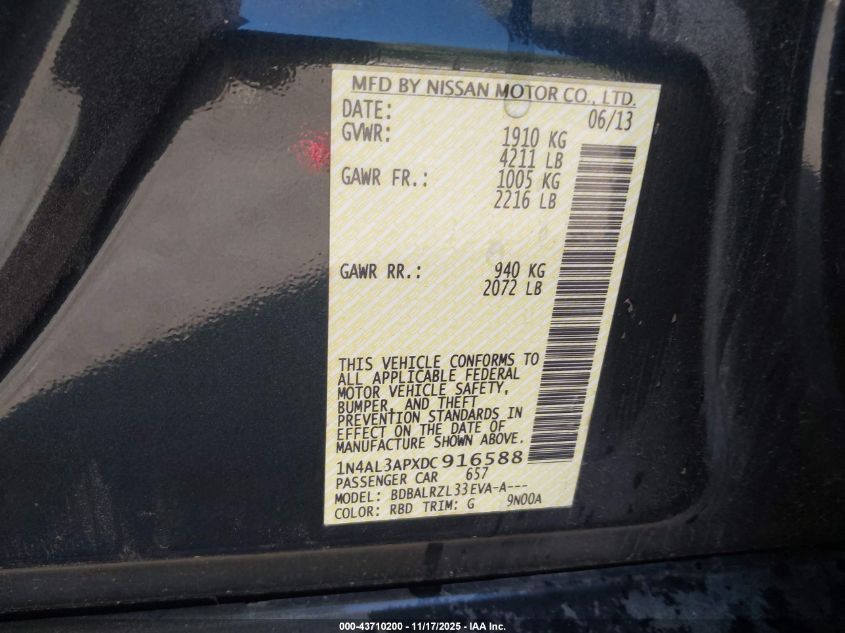 MFD BY NISSAN MOTOR CO., LTD.
DATE: 06/13
GVWR: 1910 KG
4211 LB
GAWR FR.: 1005 KG
2216 LB
GAWR RR.: 940 KG
2072 LB
THIS VEHICLE CONFORMS TO
ALL APPLICABLE FEDERAL
MOTOR VEHICLE SAFETY,
BUMPER, AND THEFT
PREVENTION STANDARDS IN
EFFECT ON THE DATE OF
MANUFACTURE SHOWN ABOVE.
1N4AL3APXDC916588
PASSENGER CAR 657
MODEL: BDBALRZL33EVA-A---
COLOR: RBD TRIM: G 9N00A
000-43710200 - 11/17/2025 - IAA Inc.